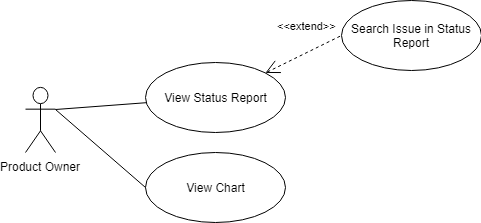 <<extend>>
Search Issue in Status
Report
View Status Report
Product Owner
View Chart